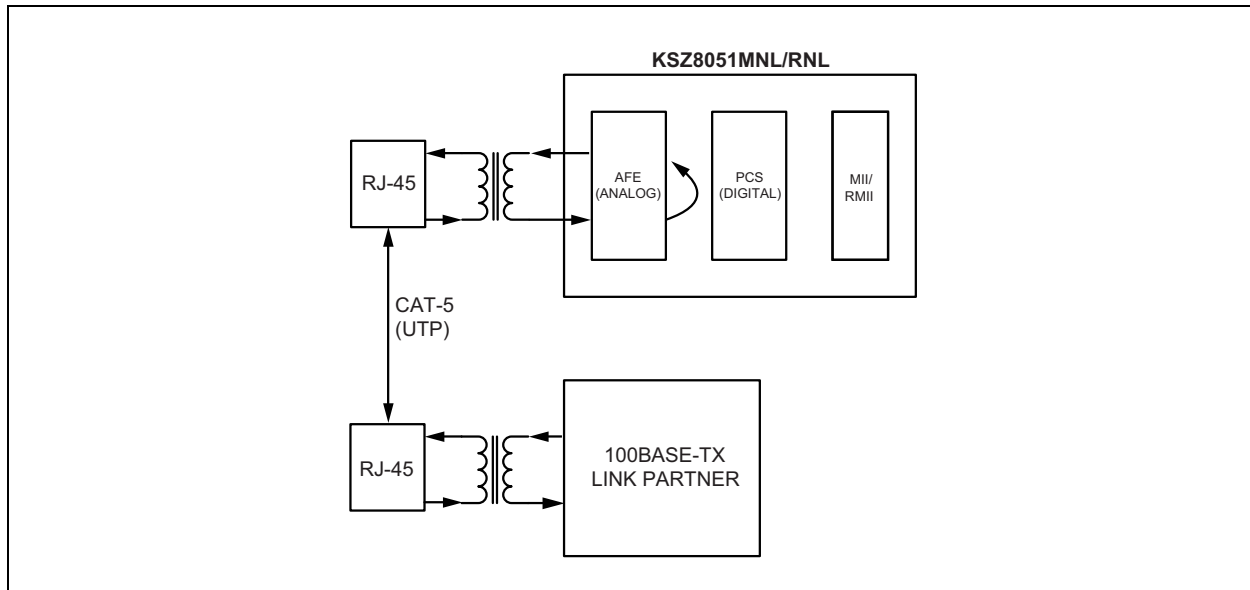 KSZ8051MNL/RNL
RJ-45
AFE
(ANALOG)
PCS
(DIGITAL)
MII/
RMII
CAT-5
(UTP)
RJ-45
100BASE-TX
LINK PARTNER